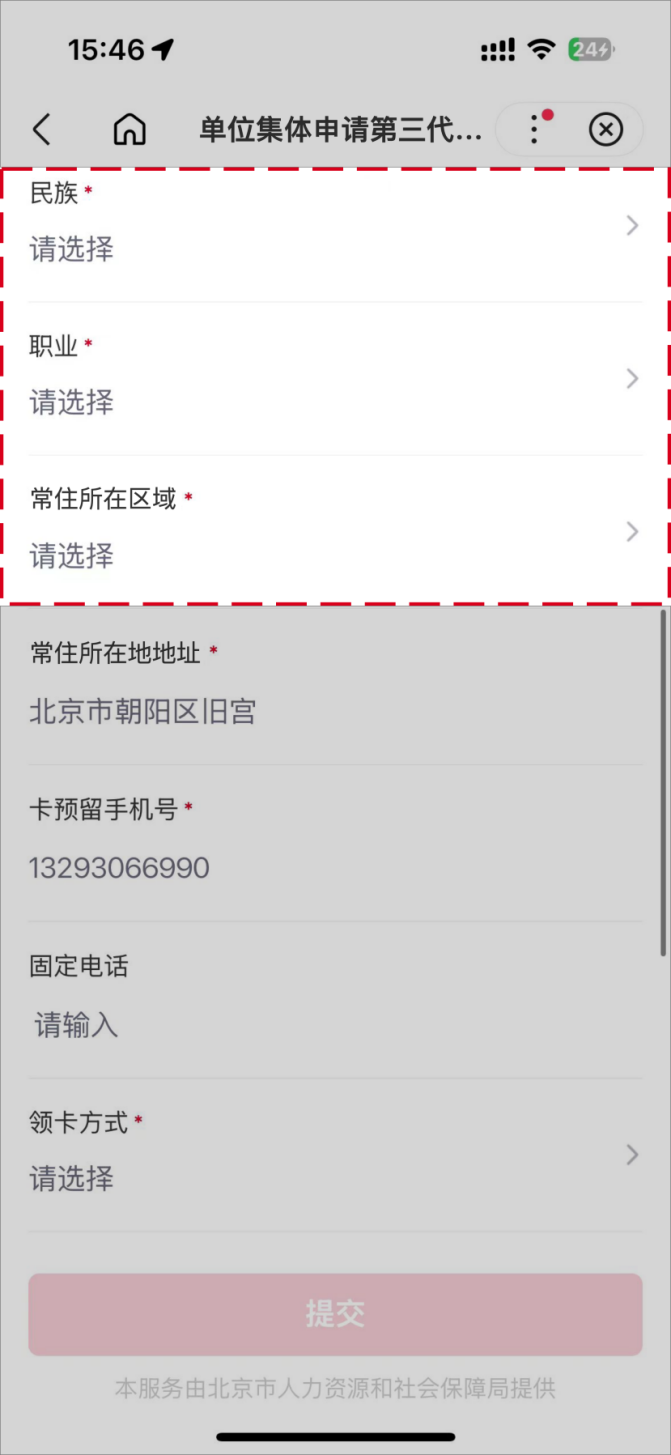 15:46
24
单位集体申请第三代...
民族 *
请选择
职业 *
请选择
常住所在区域 *
请选择
常住所在地地址 *
北京市朝阳区旧宫
卡预留手机号 *
13293066990
固定电话
请输入
领卡方式 *
请选择
提交
本服务由北京市人力资源和社会保障局提供